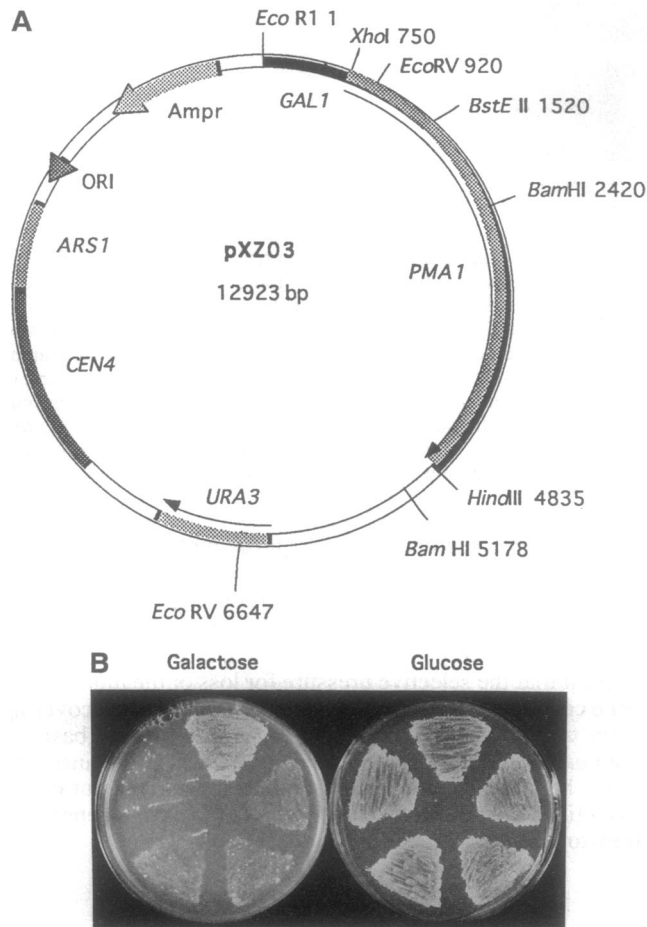 A
Eco R1 1
XhoI 750
EcoRV 920
GAL1
BstE II 1520
Ampr
BamHI 2420
ORI
ARS1
pXZ03
12923 bp
PMA1
CEN4
URA3
HindIII 4835
Bam HI 5178
Eco RV 6647
B
Galactose
Glucose